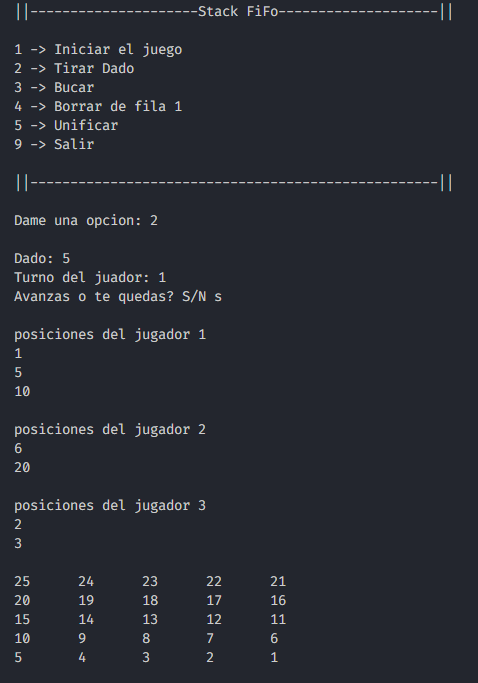 ||---------------------Stack FiFo--------------------||
1 -> Iniciar el juego
2 -> Tirar Dado
3 -> Bucar
4 -> Borrar de fila 1
5 -> Unificar
9 -> Salir
||---------------------------------------------------||
Dame una opcion: 2
Dado: 5
Turno del juador: 1
Avanzas o te quedas? S/N s
posiciones del jugador 1
1
5
10
posiciones del jugador 2
6
20
posiciones del jugador 3
2
3
25 24 23 22 21
20 19 18 17 16
15 14 13 12 11
10 9 8 7 6
5 4 3 2 1